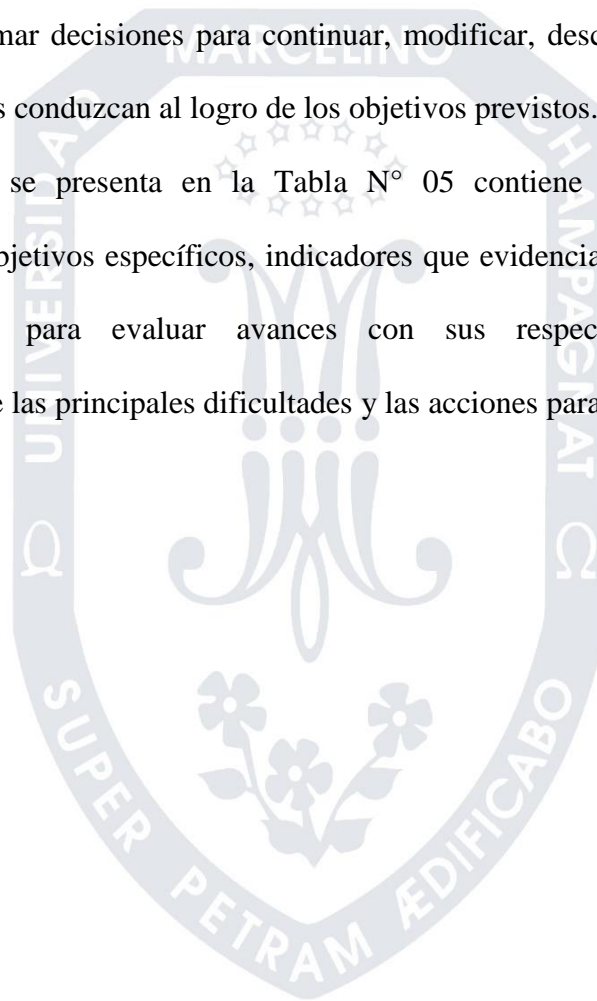 mar decisiones para continuar, modificar, desc
s conduzcan al logro de los objetivos previstos.
se presenta en la Tabla N° 05 contiene
bjetivos específicos, indicadores que evidencia
para evaluar avances con sus respec
e las principales dificultades y las acciones para
UNIVERSIDAD MARCELINO CHAMPAGNAT
Ω SUPER PETRAM ÆDIFICABO Ω